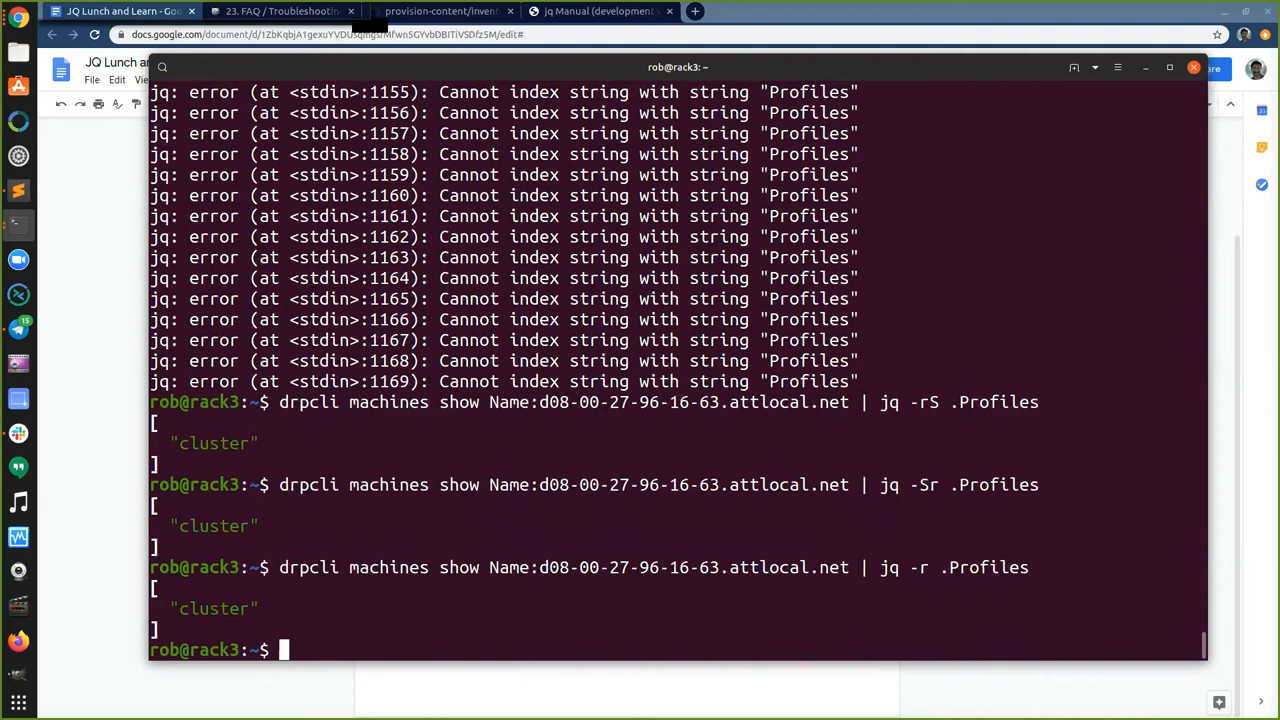 JQ Lunch and Learn - Goo
23. FAQ / Troubleshootin
provision-content/invent
jq Manual (development
File Edit
rob@rack3: ~
jq: error (at <stdin>:1155): Cannot index string with string "Profiles"
jq: error (at <stdin>:1156): Cannot index string with string "Profiles"
jq: error (at <stdin>:1157): Cannot index string with string "Profiles"
jq: error (at <stdin>:1158): Cannot index string with string "Profiles"
jq: error (at <stdin>:1159): Cannot index string with string "Profiles"
jq: error (at <stdin>:1160): Cannot index string with string "Profiles"
jq: error (at <stdin>:1161): Cannot index string with string "Profiles"
jq: error (at <stdin>:1162): Cannot index string with string "Profiles"
jq: error (at <stdin>:1163): Cannot index string with string "Profiles"
jq: error (at <stdin>:1164): Cannot index string with string "Profiles"
jq: error (at <stdin>:1165): Cannot index string with string "Profiles"
jq: error (at <stdin>:1166): Cannot index string with string "Profiles"
jq: error (at <stdin>:1167): Cannot index string with string "Profiles"
jq: error (at <stdin>:1168): Cannot index string with string "Profiles"
jq: error (at <stdin>:1169): Cannot index string with string "Profiles"
rob@rack3:~$ drpcli machines show Name:d08-00-27-96-16-63.attlocal.net | jq -rS .Profiles
[
"cluster"
]
rob@rack3:~$ drpcli machines show Name:d08-00-27-96-16-63.attlocal.net | jq -Sr .Profiles
[
"cluster"
]
rob@rack3:~$ drpcli machines show Name:d08-00-27-96-16-63.attlocal.net | jq -r .Profiles
[
"cluster"
]
rob@rack3:~$
15